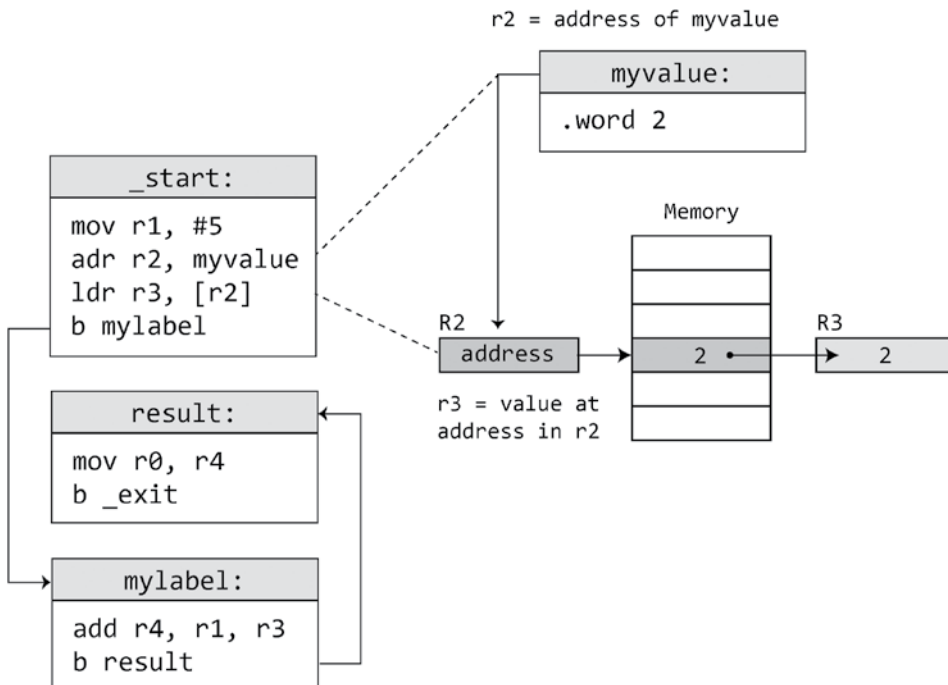 r2 = address of myvalue
myvalue:
.word 2
_start:
mov r1, #5
adr r2, myvalue
ldr r3, [r2]
b mylabel
Memory
R2
address
2
R3
2
r3 = value at
address in r2
result:
mov r0, r4
b _exit
mylabel:
add r4, r1, r3
b result